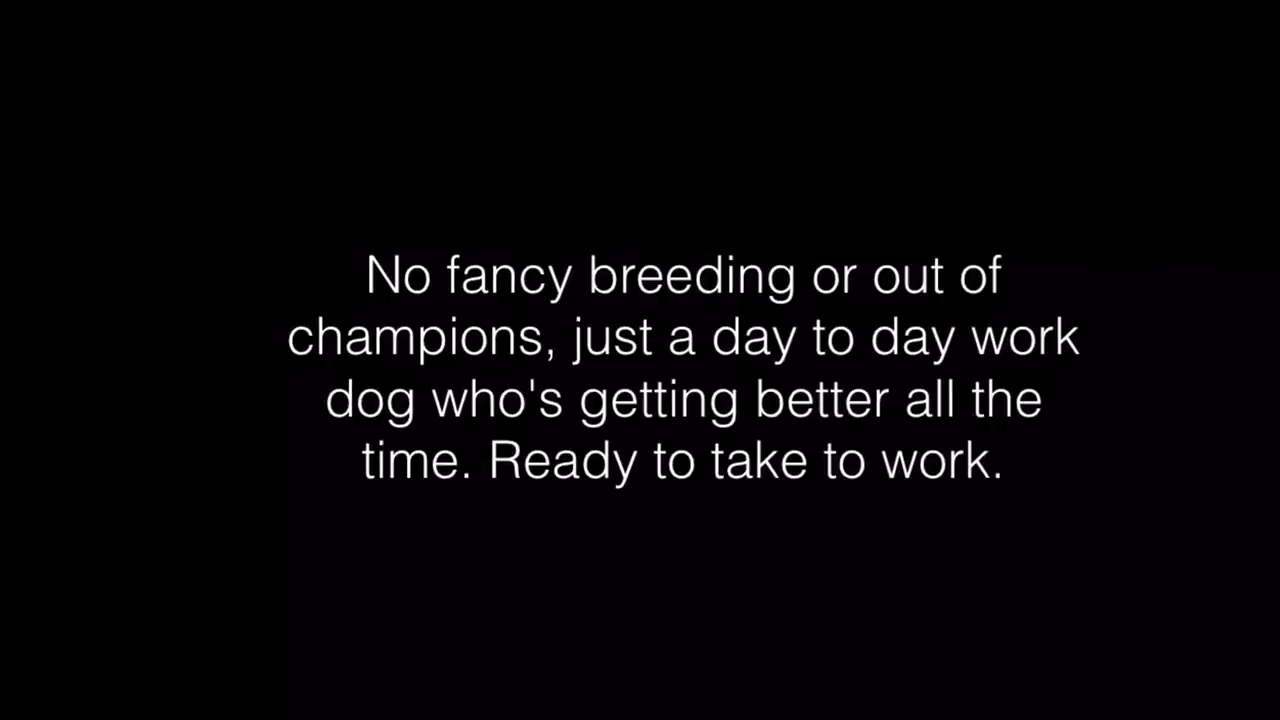 No fancy breeding or out of
champions, just a day to day work
dog who's getting better all the
time. Ready to take to work.